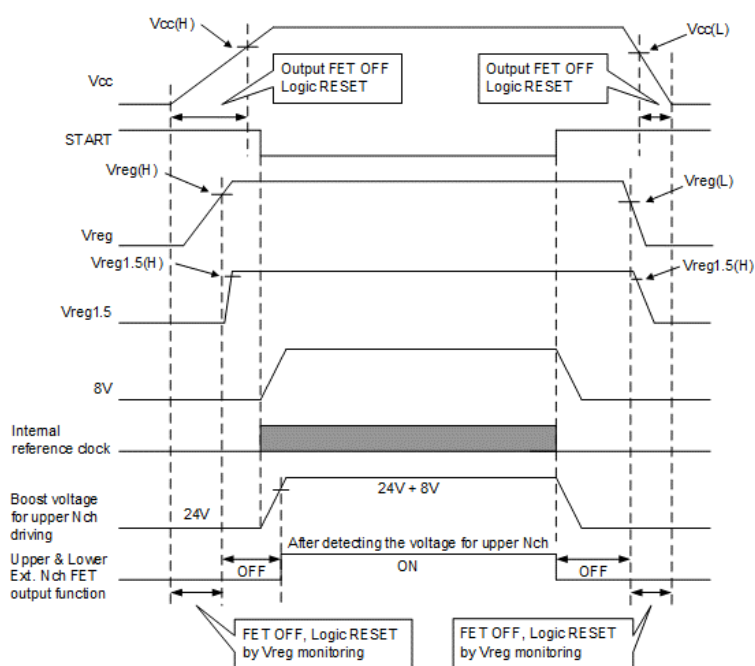 Vcc(H)
Vcc(L)
Output FET OFF
Logic RESET
Output FET OFF
Logic RESET
Vcc
START
Vreg(H)
Vreg(L)
Vreg
Vreg1.5(H)
Vreg1.5(H)
Vreg1.5
8V
Internal
reference clock
Boost voltage
for upper Nch
driving
24V
24V + 8V
After detecting the voltage for upper Nch
Upper & Lower
Ext. Nch FET
output function
OFF
ON
OFF
FET OFF, Logic RESET
by Vreg monitoring
FET OFF, Logic RESET
by Vreg monitoring